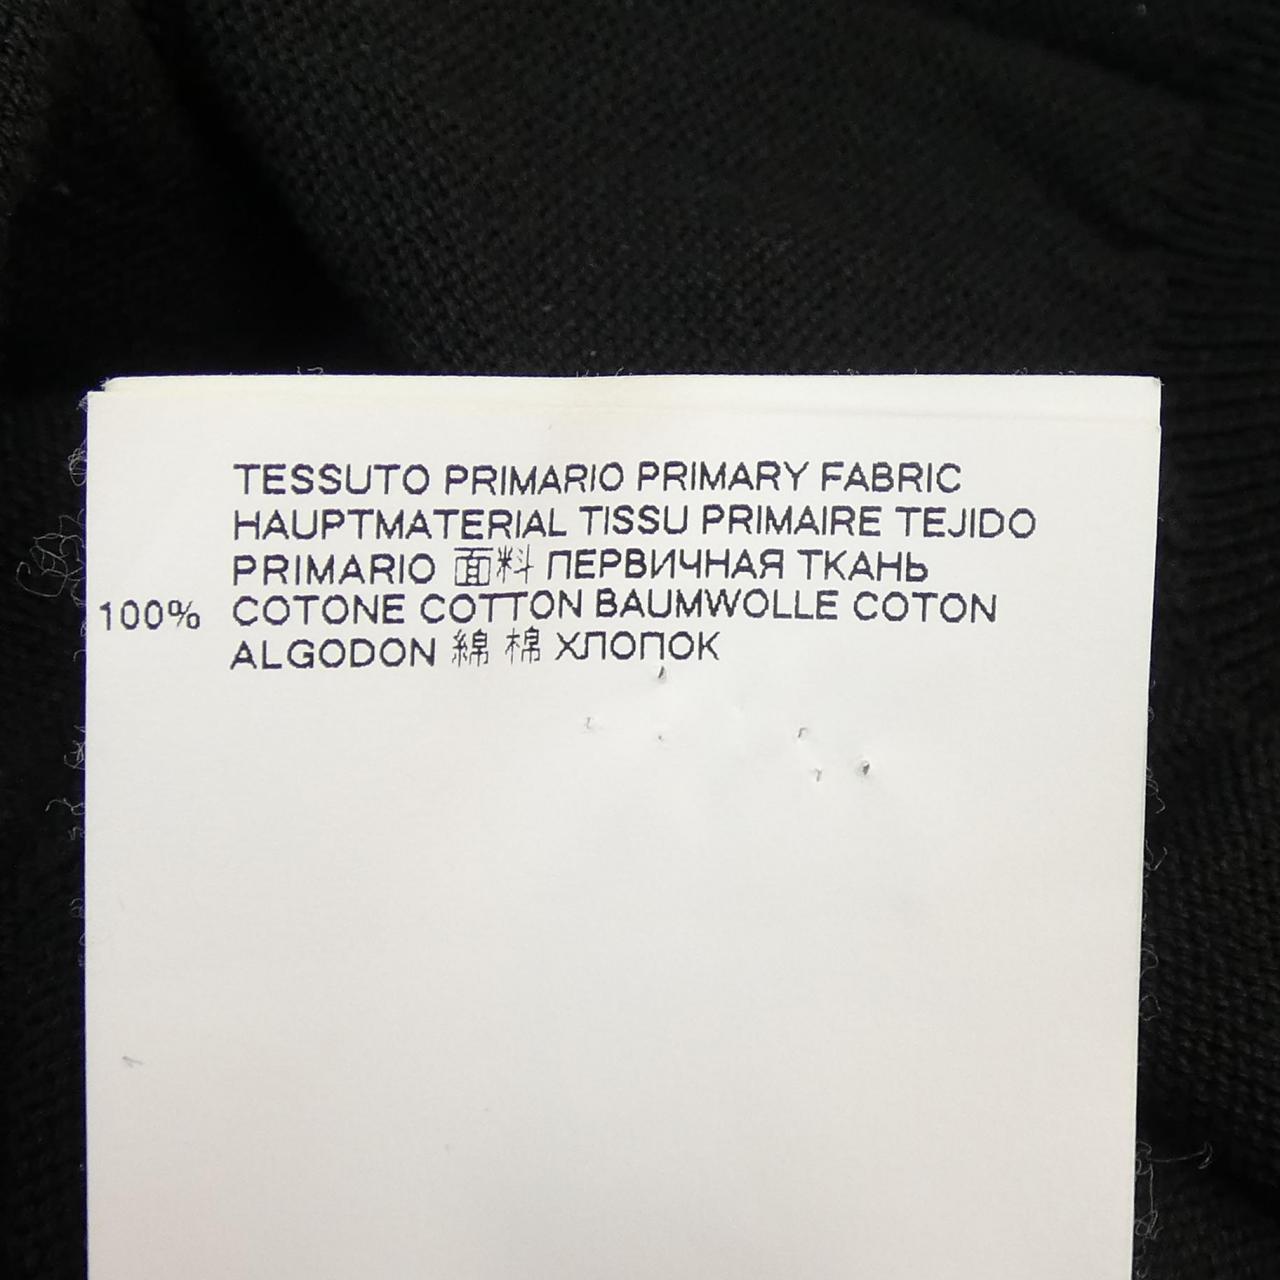 TESSUTO PRIMARIO PRIMARY FABRIC
HAUPTMATERIAL TISSU PRIMAIRE TEJIDO
PRIMARIO 面料 ПЕРВИЧНАЯ ТКАНЬ
100% COTONE COTTON BAUMWOLLE COTON
ALGODON 綿 棉 ХЛОПОК